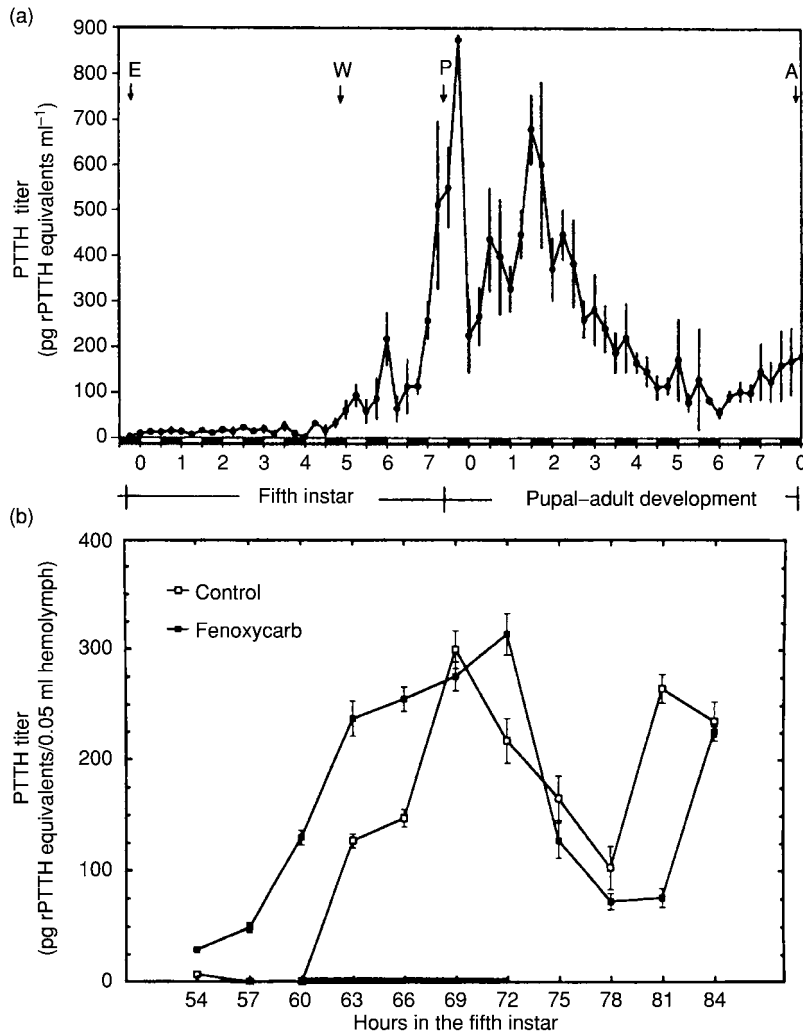 (a)
900
800
700
600
500
400
300
200
100
0
PTTH titer
(pg rPTTH equivalents ml⁻¹)
E
W
P
A
0 1 2 3 4 5 6 7 0 1 2 3 4 5 6 7 0
Fifth instar
Pupal–adult development
(b)
400
300
200
100
0
PTTH titer
(pg rPTTH equivalents/0.05 ml hemolymph)
Control
Fenoxycarb
54 57 60 63 66 69 72 75 78 81 84
Hours in the fifth instar